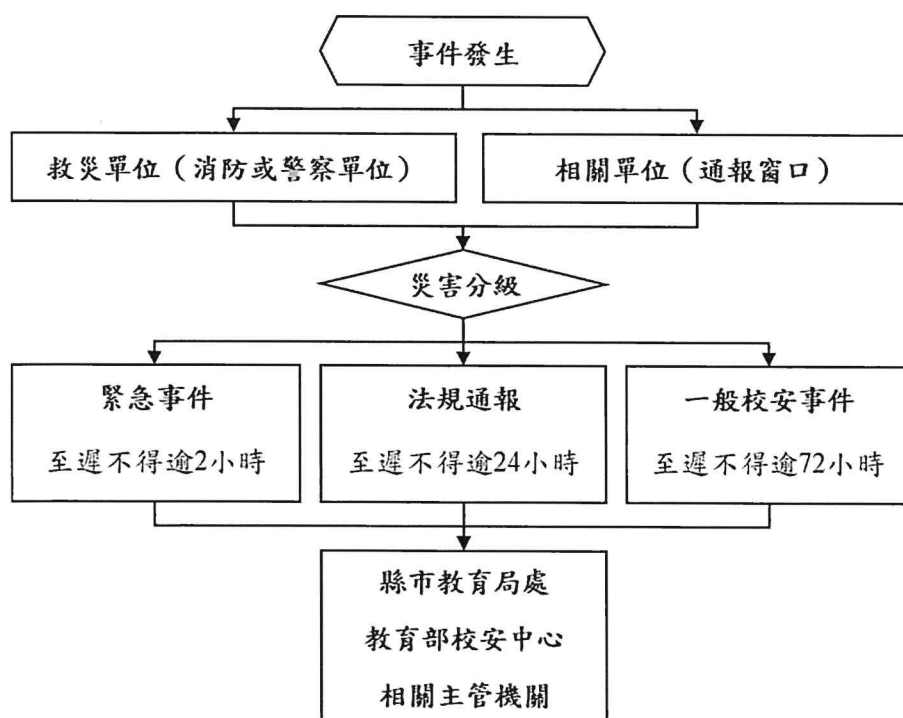 事件發生
救災單位（消防或警察單位）
相關單位（通報窗口）
災害分級
緊急事件
至遲不得逾2小時
法規通報
至遲不得逾24小時
一般校安事件
至遲不得逾72小時
縣市教育局處
教育部校安中心
相關主管機關